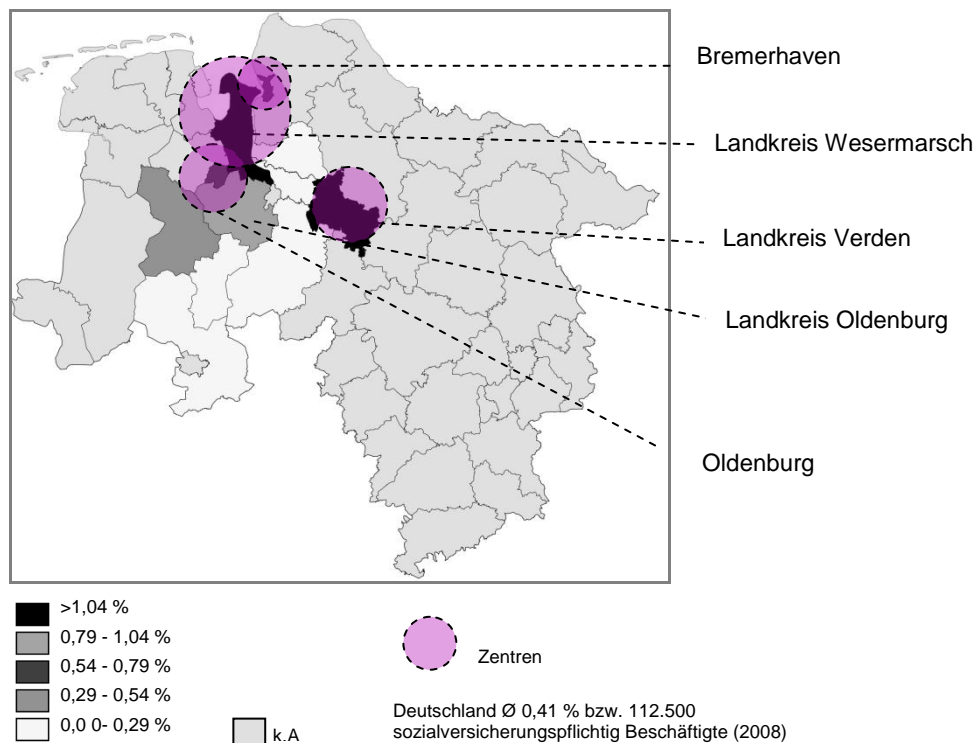 Bremerhaven
Landkreis Wesermarsch
Landkreis Verden
Landkreis Oldenburg
Oldenburg
>1,04 %
0,79 - 1,04 %
0,54 - 0,79 %
0,29 - 0,54 %
0,0 0- 0,29 %
k.A
Zentren
Deutschland Ø 0,41 % bzw. 112.500
sozialversicherungspflichtig Beschäftigte (2008)